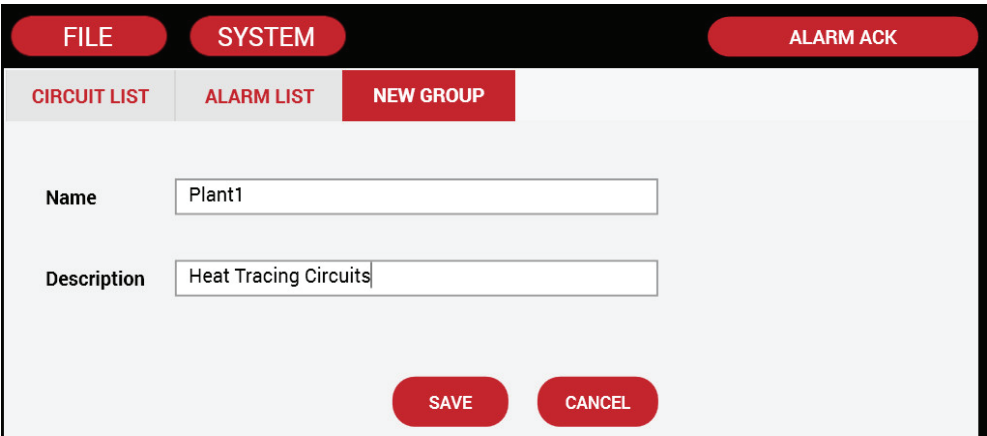 FILE SYSTEM ALARM ACK
CIRCUIT LIST ALARM LIST NEW GROUP
Name Plant1
Description Heat Tracing Circuits
SAVE CANCEL